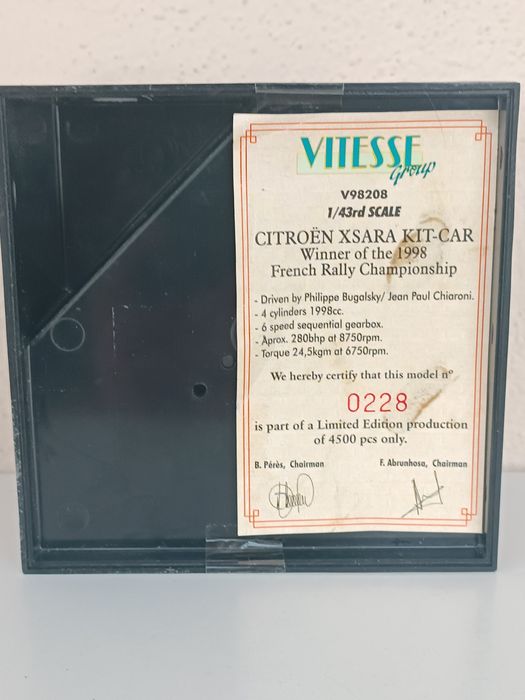 VITESSE
Group
V98208
1/43rd SCALE
CITROËN XSARA KIT-CAR
Winner of the 1998
French Rally Championship
- Driven by Philippe Bugalsky/ Jean Paul Chiaroni.
- 4 cylinders 1998cc.
- 6 speed sequential gearbox.
- Aprox. 280bhp at 8750rpm.
- Torque 24,5kgm at 6750rpm.
We hereby certify that this model nº
0228
is part of a Limited Edition production
of 4500 pcs only.
B. Pérès, Chairman F. Abrunhosa, Chairman